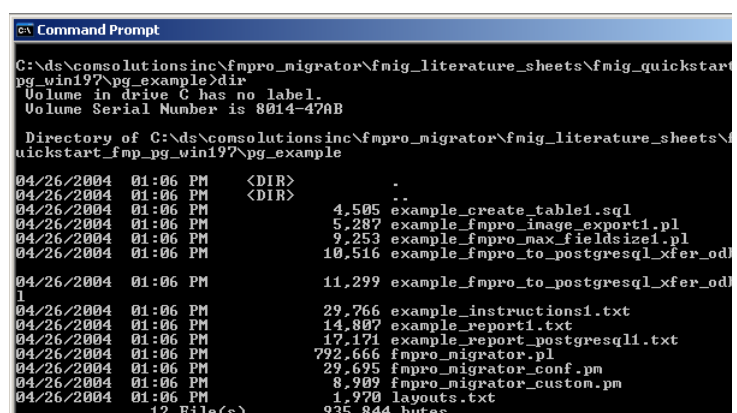 Command Prompt
C:\ds\comsolutionsinc\fmpro_migrator\fmig_literature_sheets\fmig_quickstart
pg_win197\pg_example>dir
Volume in drive C has no label.
Volume Serial Number is 8014-47AB
Directory of C:\ds\comsolutionsinc\fmpro_migrator\fmig_literature_sheets\f
uickstart_fmp_pg_win197\pg_example
04/26/2004 01:06 PM <DIR> .
04/26/2004 01:06 PM <DIR> ..
04/26/2004 01:06 PM 4,505 example_create_table1.sql
04/26/2004 01:06 PM 5,287 example_fmpro_image_export1.pl
04/26/2004 01:06 PM 9,253 example_fmpro_max_fieldsize1.pl
04/26/2004 01:06 PM 10,516 example_fmpro_to_postgresql_xfer_odb
04/26/2004 01:06 PM 11,299 example_fmpro_to_postgresql_xfer_odb
l
04/26/2004 01:06 PM 29,766 example_instructions1.txt
04/26/2004 01:06 PM 14,807 example_report1.txt
04/26/2004 01:06 PM 17,171 example_report_postgresql1.txt
04/26/2004 01:06 PM 792,666 fmpro_migrator.pl
04/26/2004 01:06 PM 29,695 fmpro_migrator_conf.pm
04/26/2004 01:06 PM 8,909 fmpro_migrator_custom.pm
04/26/2004 01:06 PM 1,970 layouts.txt
12 File(s) 935,844 bytes